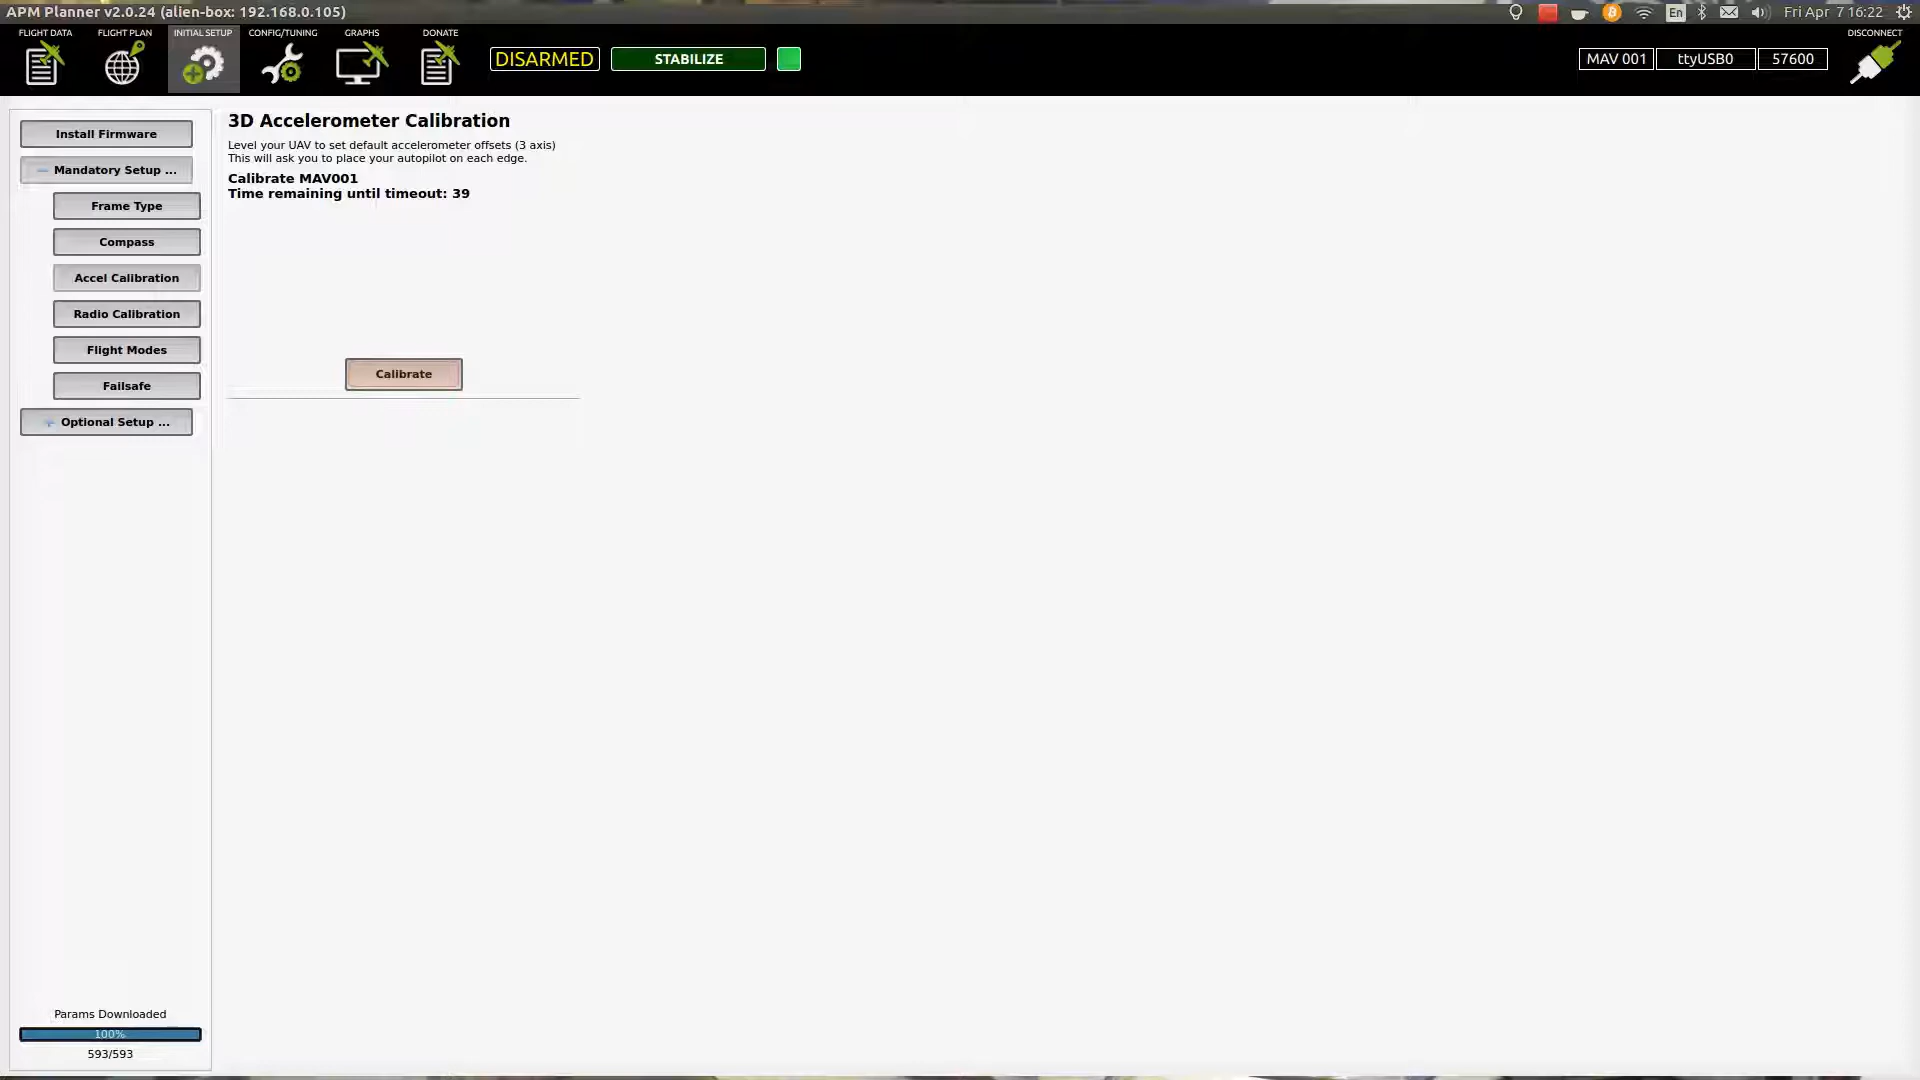 APM Planner v2.0.24 (alien-box: 192.168.0.105)
En
Fri Apr 7 16:22
FLIGHT DATA
FLIGHT PLAN
INITIAL SETUP
CONFIG/TUNING
GRAPHS
DONATE
DISARMED
STABILIZE
MAV 001
ttyUSB0
57600
DISCONNECT
Install Firmware
Mandatory Setup ...
Frame Type
Compass
Accel Calibration
Radio Calibration
Flight Modes
Failsafe
Optional Setup ...
3D Accelerometer Calibration
Level your UAV to set default accelerometer offsets (3 axis)
This will ask you to place your autopilot on each edge.
Calibrate MAV001
Time remaining until timeout: 39
Calibrate
Params Downloaded
100%
593/593